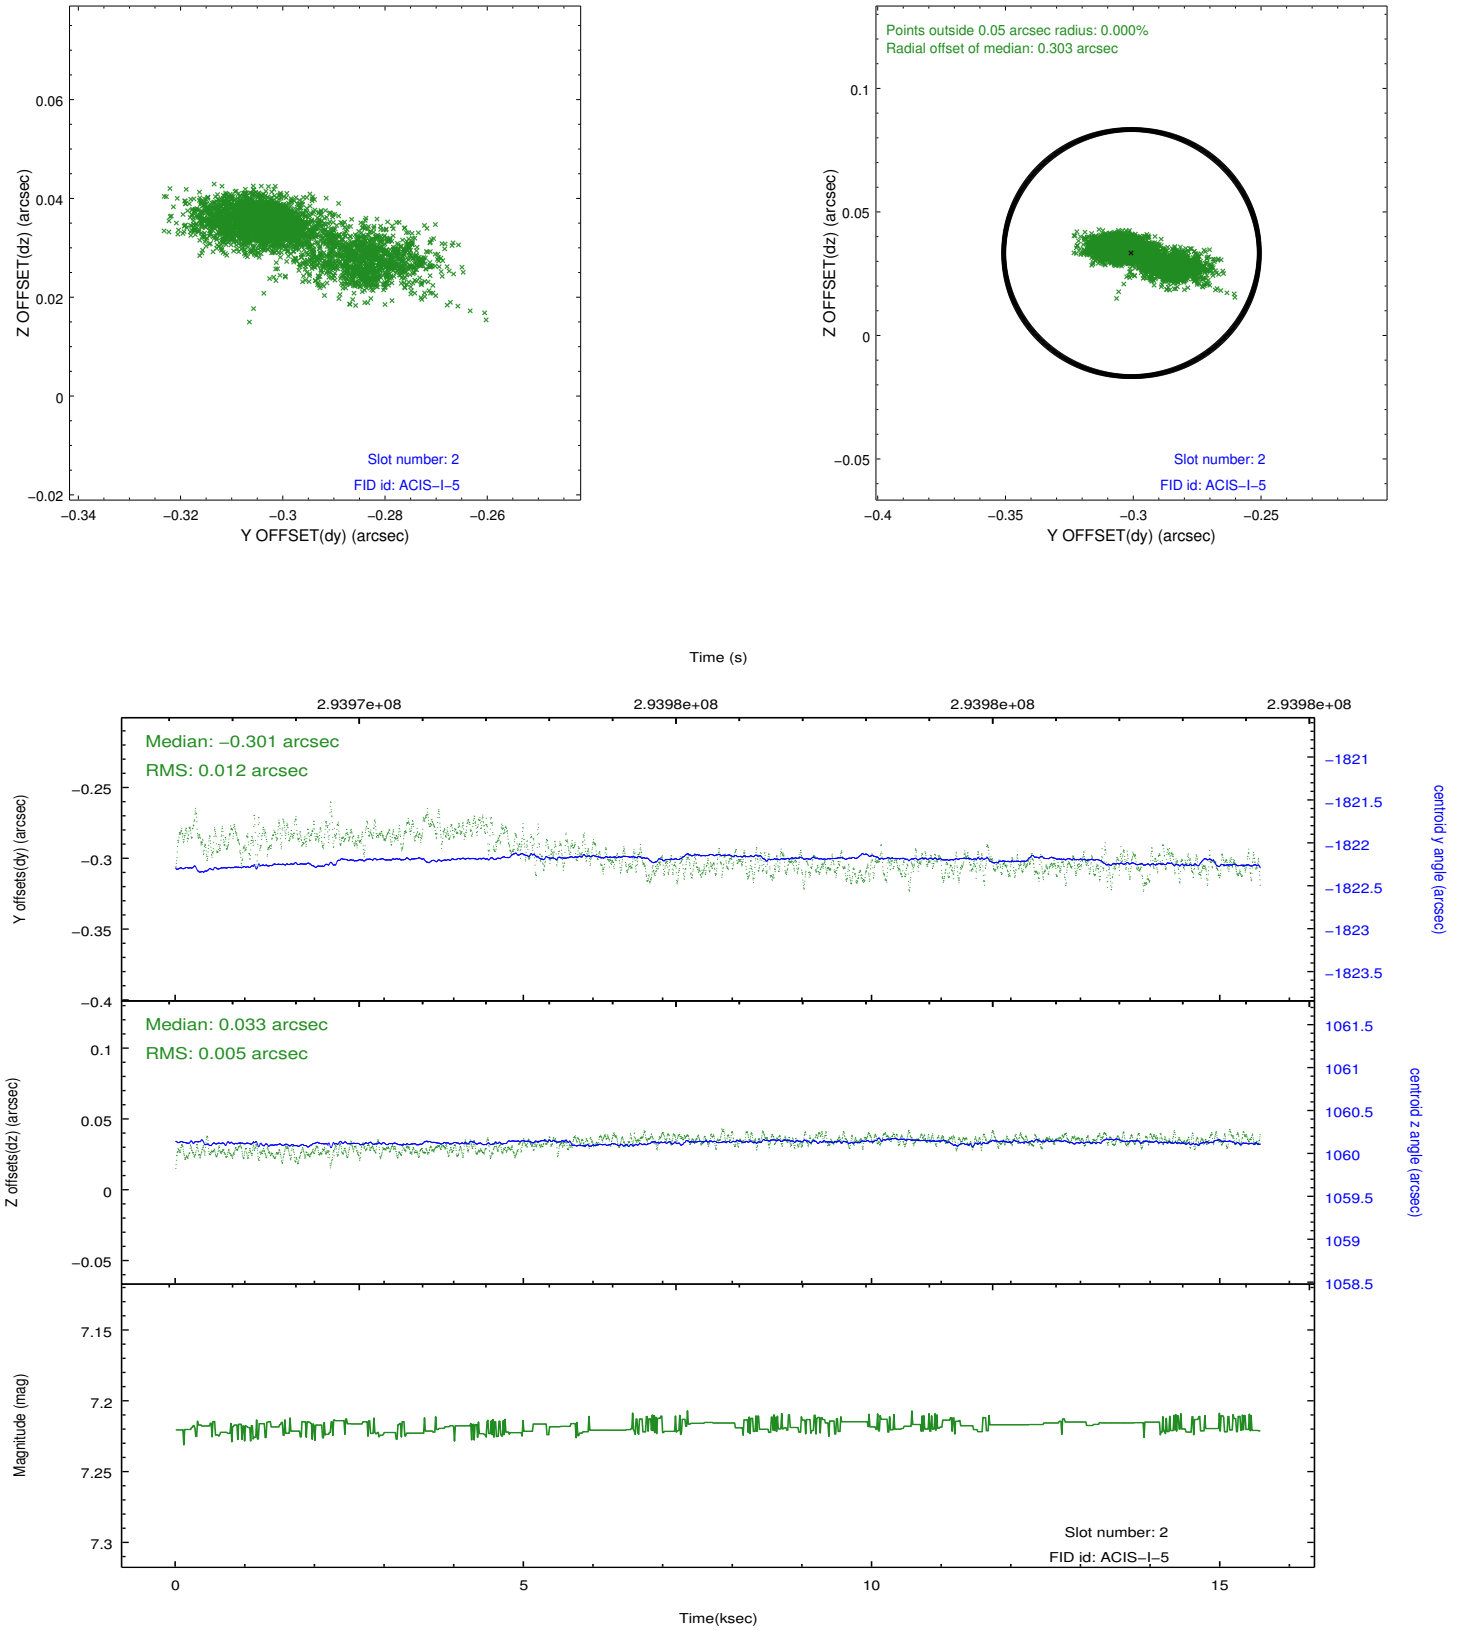 0.06
0.04
0.02
0
−0.02
−0.34
−0.32
−0.3
−0.28
−0.26
Z OFFSET(dz) (arcsec)
Y OFFSET(dy) (arcsec)
Slot number: 2
FID id: ACIS−I−5
Points outside 0.05 arcsec radius: 0.000%
Radial offset of median: 0.303 arcsec
0.1
0.05
0
−0.05
−0.4
−0.35
−0.3
−0.25
Z OFFSET(dz) (arcsec)
Y OFFSET(dy) (arcsec)
Slot number: 2
FID id: ACIS−I−5
Time (s)
2.9397e+08
2.9398e+08
2.9398e+08
2.9398e+08
Median: −0.301 arcsec
RMS: 0.012 arcsec
−0.25
−0.3
−0.35
−0.4
Y offsets(dy) (arcsec)
−1821
−1821.5
−1822
−1822.5
−1823
−1823.5
centroid y angle (arcsec)
Median: 0.033 arcsec
RMS: 0.005 arcsec
0.1
0.05
0
−0.05
Z offsets(dz) (arcsec)
1061.5
1061
1060.5
1060
1059.5
1059
1058.5
centroid z angle (arcsec)
7.15
7.2
7.25
7.3
Magnitude (mag)
Slot number: 2
FID id: ACIS−I−5
0
5
10
15
Time(ksec)